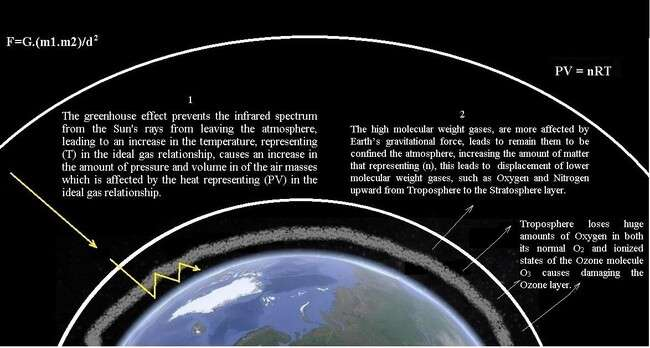 F=G.(m1.m2)/d²
PV = nRT
1
The greenhouse effect prevents the infrared spectrum
from the Sun's rays from leaving the atmosphere,
leading to an increase in the temperature, representing
(T) in the ideal gas relationship, causes an increase in
the amount of pressure and volume in of the air masses
which is affected by the heat representing (PV) in the
ideal gas relationship.
2
The high molecular weight gases, are more affected by
Earth's gravitational force, leads to remain them to be
confined the atmosphere, increasing the amount of matter
that representing (n), this leads to displacement of lower
molecular weight gases, such as Oxygen and Nitrogen
upward from Troposphere to the Stratosphere layer.
Troposphere loses huge
amounts of Oxygen in both
its normal O₂ and ionized
states of the Ozone molecule
O₃ causes damaging the
Ozone layer.